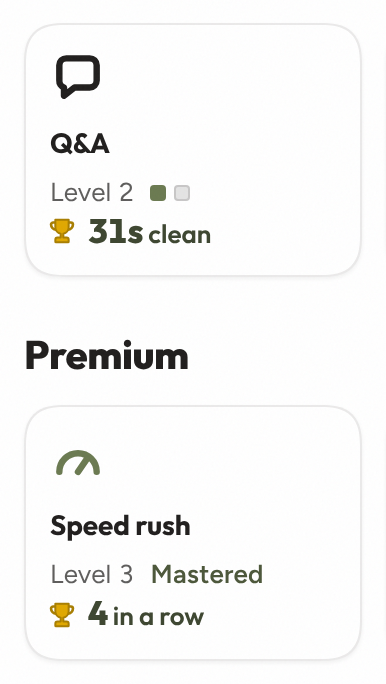 Q&A
Level 2
31s clean
Premium
Speed rush
Level 3 Mastered
4 in a row